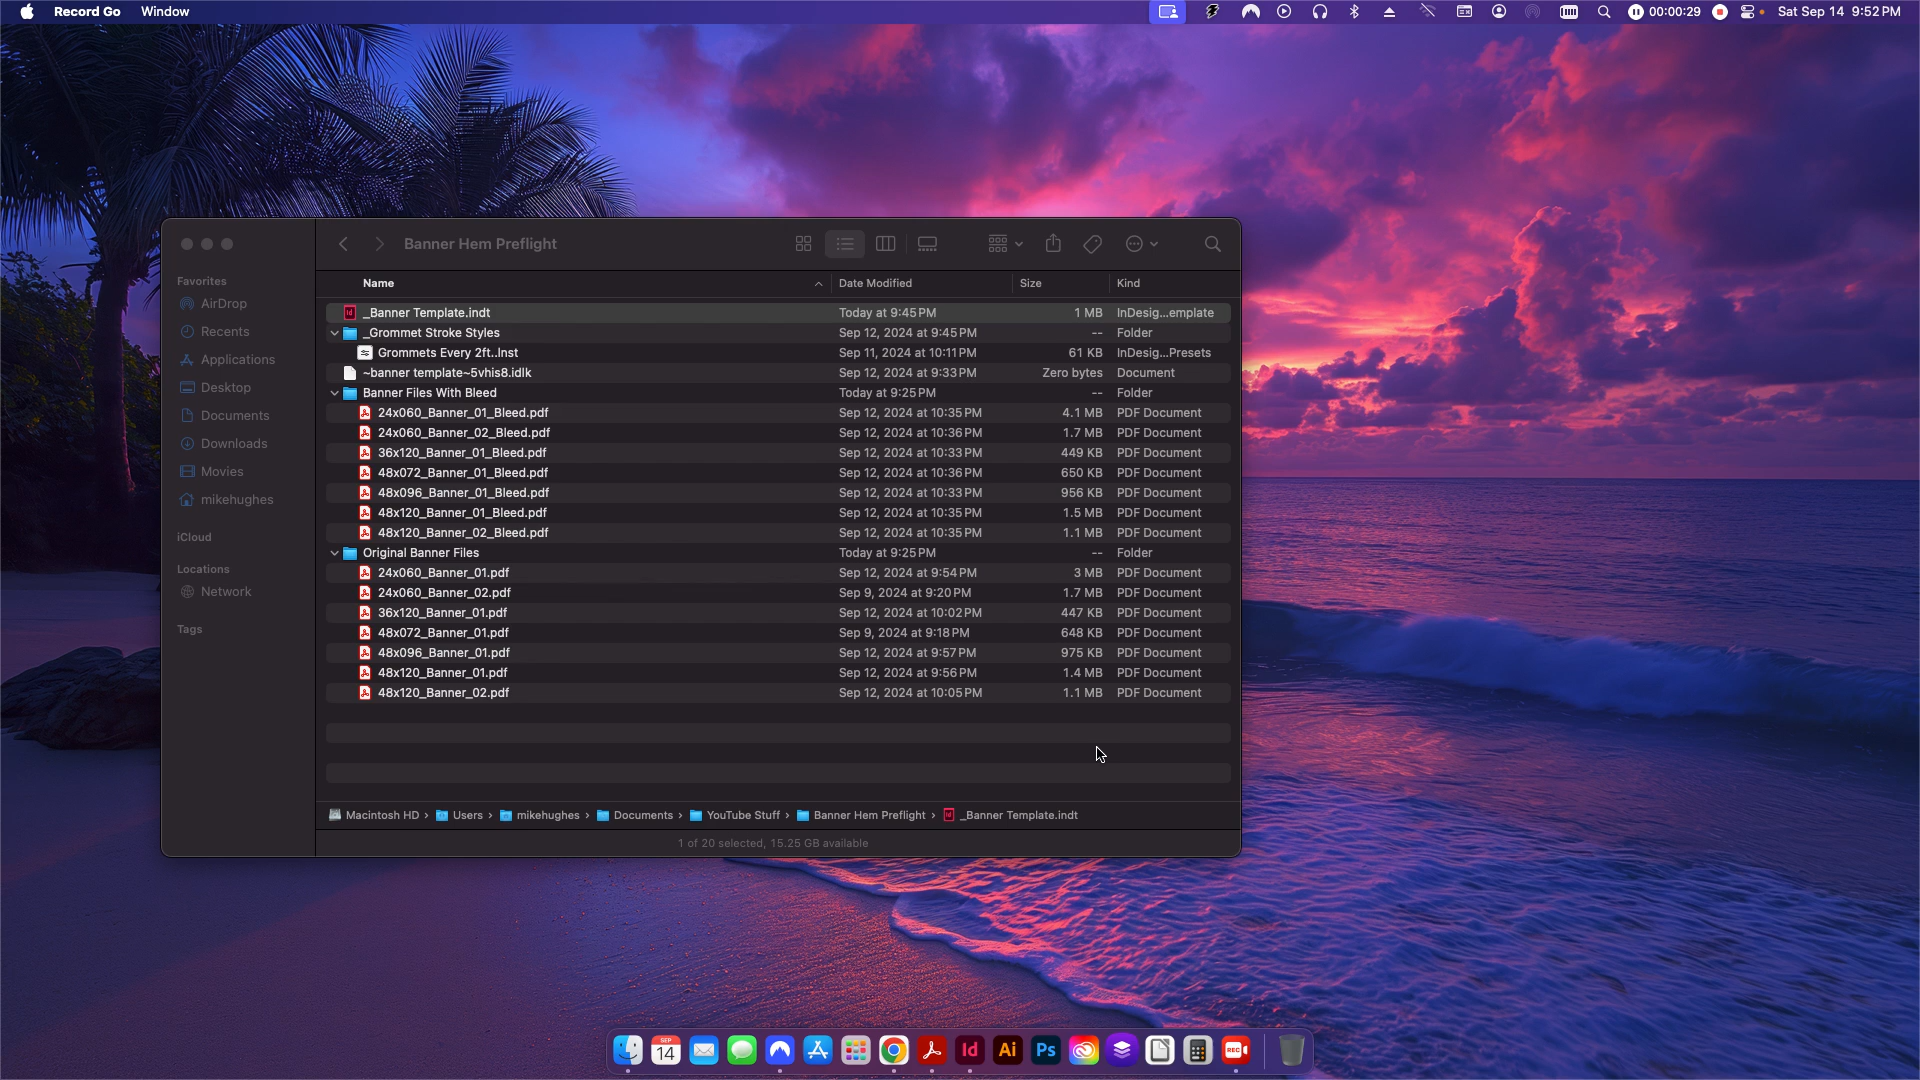 Record Go Window 00:00:29 Sat Sep 14 9:52 PM
Banner Hem Preflight
Favorites
AirDrop
Recents
Applications
Desktop
Documents
Downloads
Movies
mikehughes
iCloud
Locations
Network
Tags
Name Date Modified Size Kind
_Banner Template.indt Today at 9:45 PM 1 MB InDesig...emplate
_Grommet Stroke Styles Sep 12, 2024 at 9:45 PM -- Folder
Grommets Every 2ft..Inst Sep 11, 2024 at 10:11 PM 61 KB InDesig...Presets
~banner template~5vhis8.idlk Sep 12, 2024 at 9:33 PM Zero bytes Document
Banner Files With Bleed Today at 9:25 PM -- Folder
24x060_Banner_01_Bleed.pdf Sep 12, 2024 at 10:35 PM 4.1 MB PDF Document
24x060_Banner_02_Bleed.pdf Sep 12, 2024 at 10:36 PM 1.7 MB PDF Document
36x120_Banner_01_Bleed.pdf Sep 12, 2024 at 10:33 PM 449 KB PDF Document
48x072_Banner_01_Bleed.pdf Sep 12, 2024 at 10:36 PM 650 KB PDF Document
48x096_Banner_01_Bleed.pdf Sep 12, 2024 at 10:33 PM 956 KB PDF Document
48x120_Banner_01_Bleed.pdf Sep 12, 2024 at 10:35 PM 1.5 MB PDF Document
48x120_Banner_02_Bleed.pdf Sep 12, 2024 at 10:35 PM 1.1 MB PDF Document
Original Banner Files Today at 9:25 PM -- Folder
24x060_Banner_01.pdf Sep 12, 2024 at 9:54 PM 3 MB PDF Document
24x060_Banner_02.pdf Sep 9, 2024 at 9:20 PM 1.7 MB PDF Document
36x120_Banner_01.pdf Sep 12, 2024 at 10:02 PM 447 KB PDF Document
48x072_Banner_01.pdf Sep 9, 2024 at 9:18 PM 648 KB PDF Document
48x096_Banner_01.pdf Sep 12, 2024 at 9:57 PM 975 KB PDF Document
48x120_Banner_01.pdf Sep 12, 2024 at 9:56 PM 1.4 MB PDF Document
48x120_Banner_02.pdf Sep 12, 2024 at 10:05 PM 1.1 MB PDF Document
Macintosh HD › Users › mikehughes › Documents › YouTube Stuff › Banner Hem Preflight › _Banner Template.indt
1 of 20 selected, 15.25 GB available
SEP
14 Id Ai Ps REC